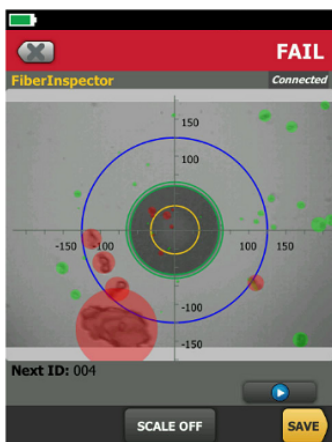 FAIL
FiberInspector Connected
150
100
-150 -100 100 150
-100
-150
Next ID: 004
SCALE OFF SAVE